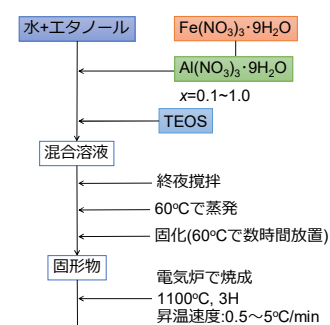 水+エタノール
Fe(NO₃)₃·9H₂O
Al(NO₃)₃·9H₂O
x=0.1~1.0
TEOS
混合溶液
終夜撹拌
60ºCで蒸発
固化(60ºCで数時間放置)
固形物
電気炉で焼成
1100ºC, 3H
昇温速度:0.5～5ºC/min